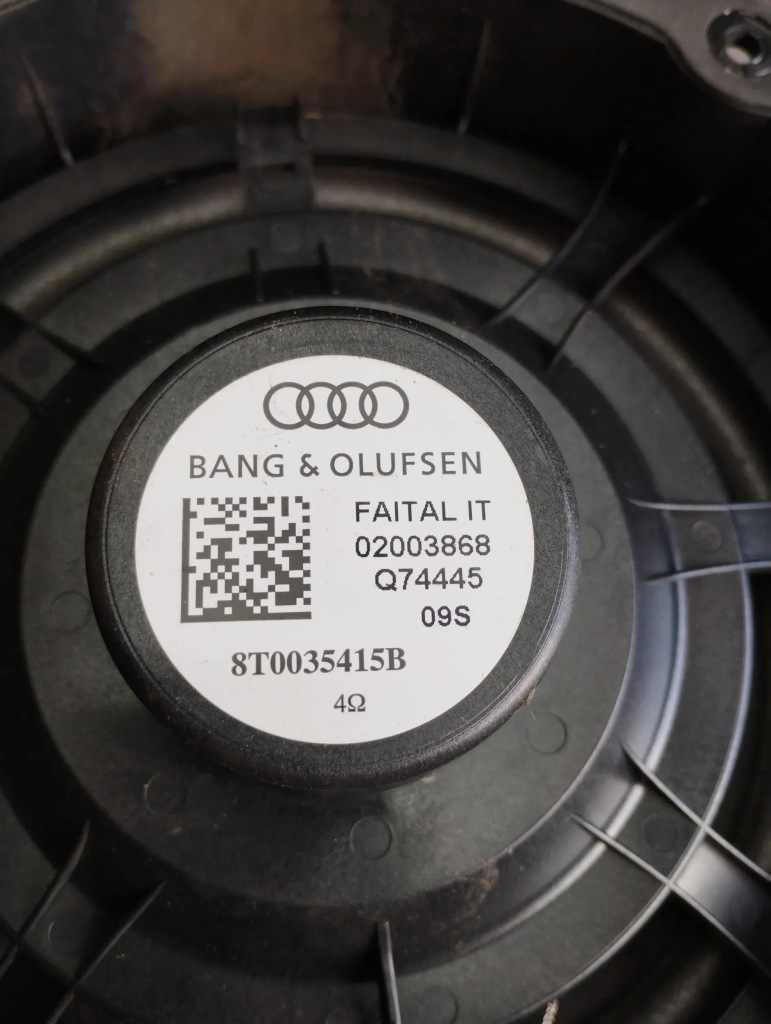 BANG & OLUFSEN
FAITAL IT
02003868
Q74445
09S
8T0035415B
4Ω